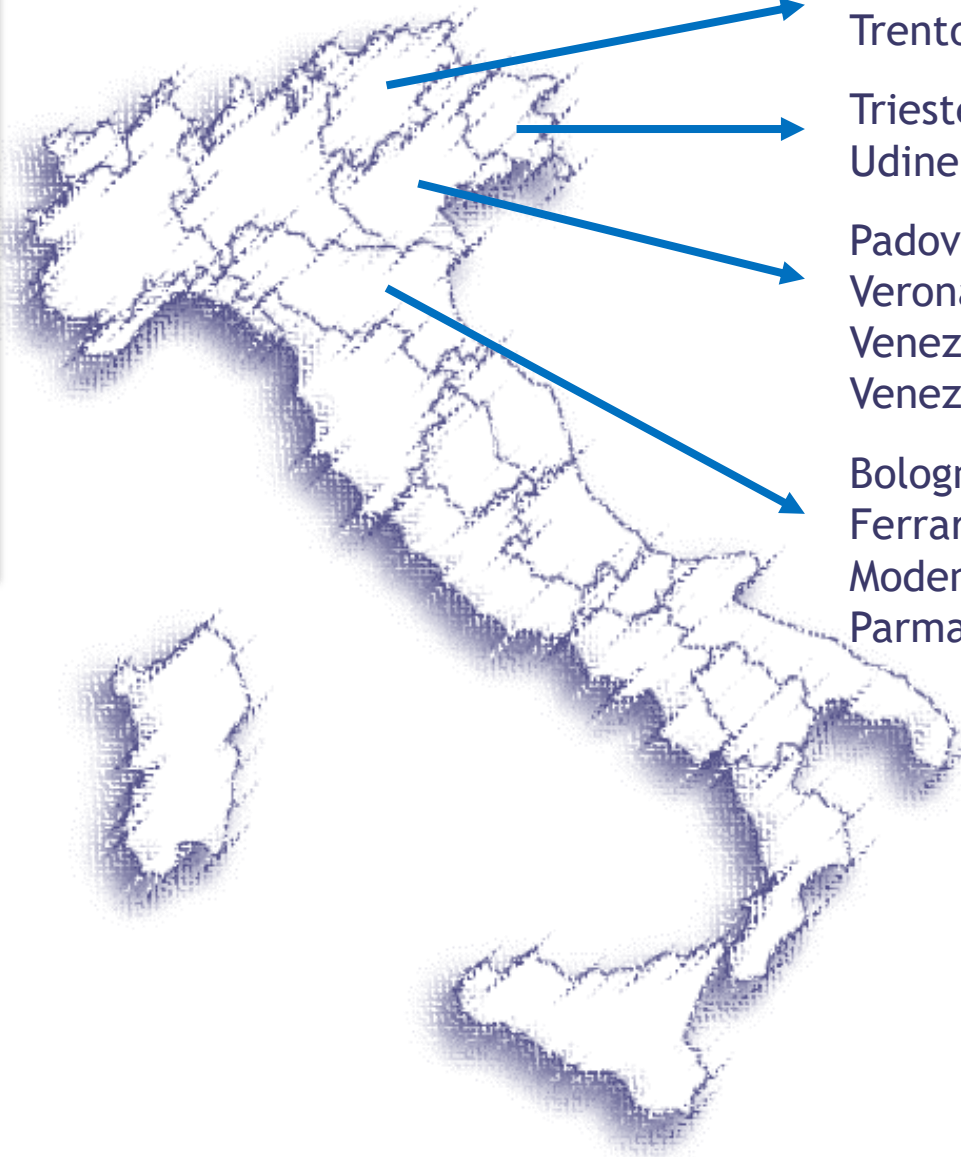 Trento
Trieste
Udine
Padov
Verona
Venez
Venez
Bologn
Ferrar
Moden
Parma